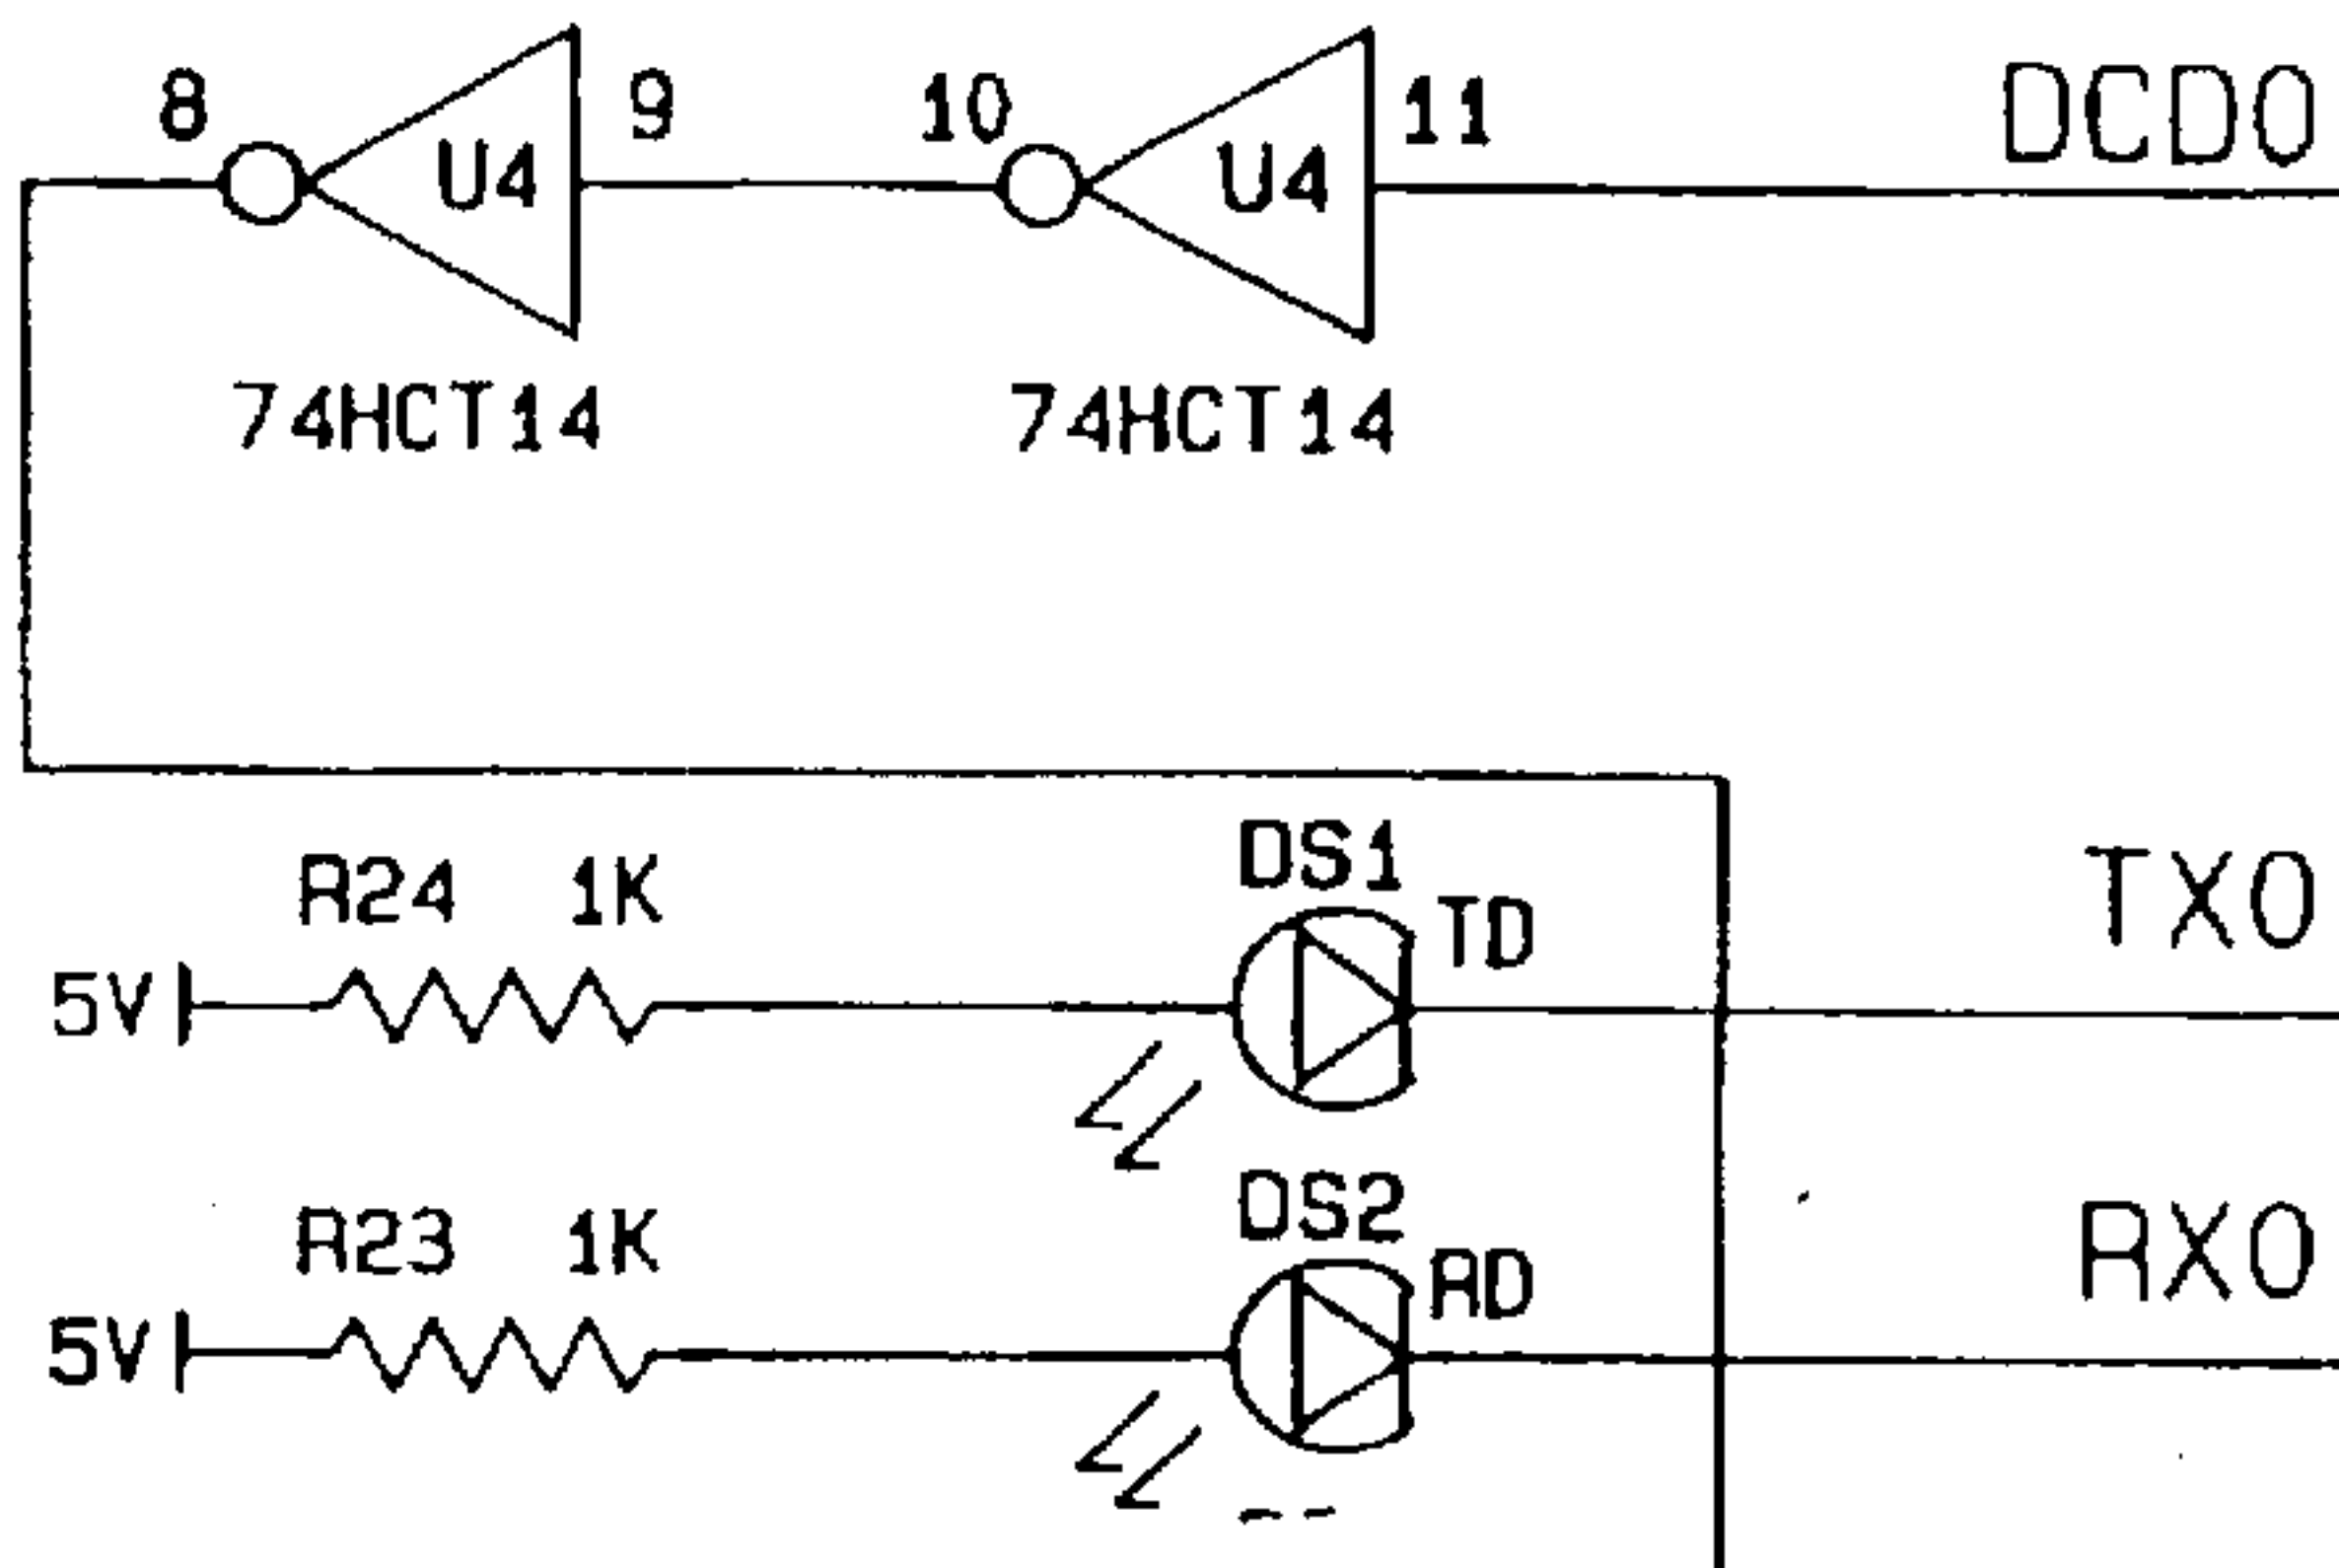 8 9 10 11 DCD0
U4 U4
74HCT14 74HCT14
DS1
R24 1K TD TX0
5V
DS2
R23 1K RD RX0
5V